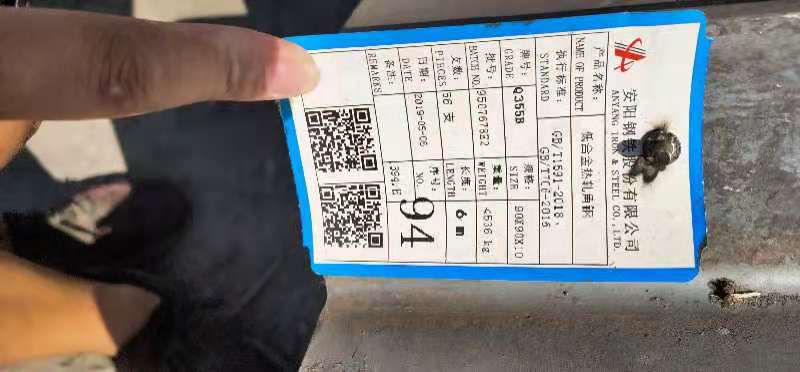 安阳钢铁股份有限公司
ANYANG IRON & STEEL CO.,LTD.
产品名称: 低合金热轧角钢
NAME OF PRODUCT
执行标准: GB/T1591-2018、
STANDARD GB/T706-2016
牌号: Q355B 规格: 90X90X10
GRADE SIZE
批号: 9507673E2 重量: 4536 kg
BATCH NO. WEIGHT
支数: 56 支 长度: 6 m
PIECES LENGTH
日期: 2019-05-06 序号: 94
DATE NO.
备注: 399.6
REMARKS